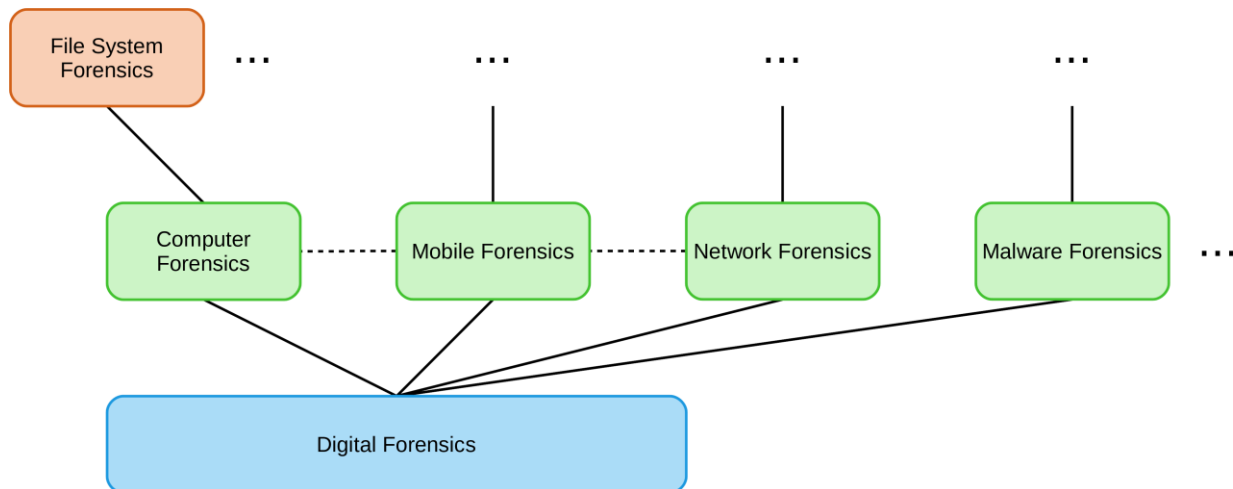 File System
Forensics
...
...
...
...
Computer
Forensics
Mobile Forensics
Network Forensics
Malware Forensics
...
Digital Forensics